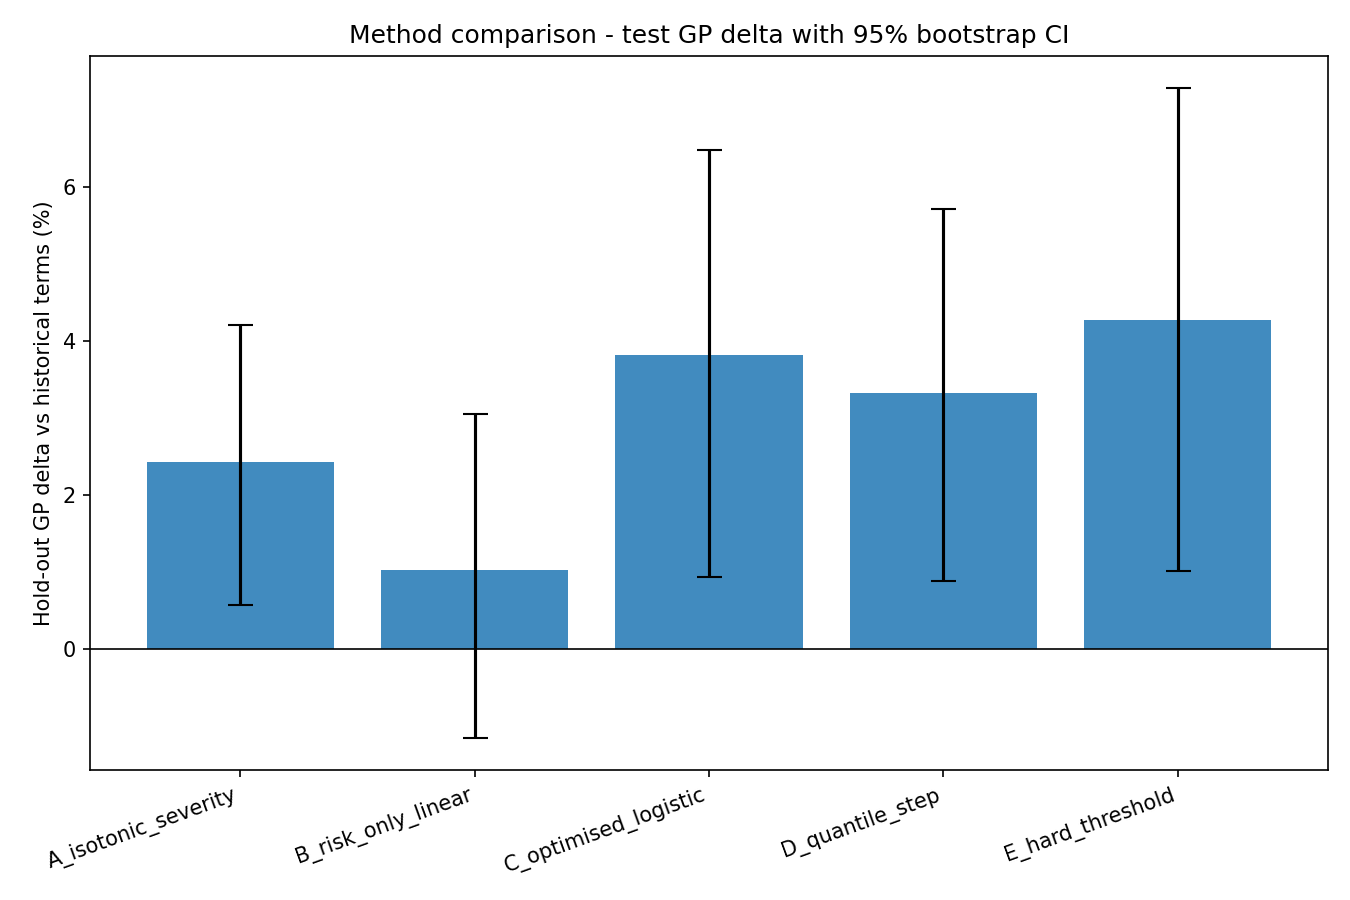 Method comparison - test GP delta with 95% bootstrap CI
Hold-out GP delta vs historical terms (%)
6
4
2
0
A_isotonic_severity
B_risk_only_linear
C_optimised_logistic
D_quantile_step
E_hard_threshold